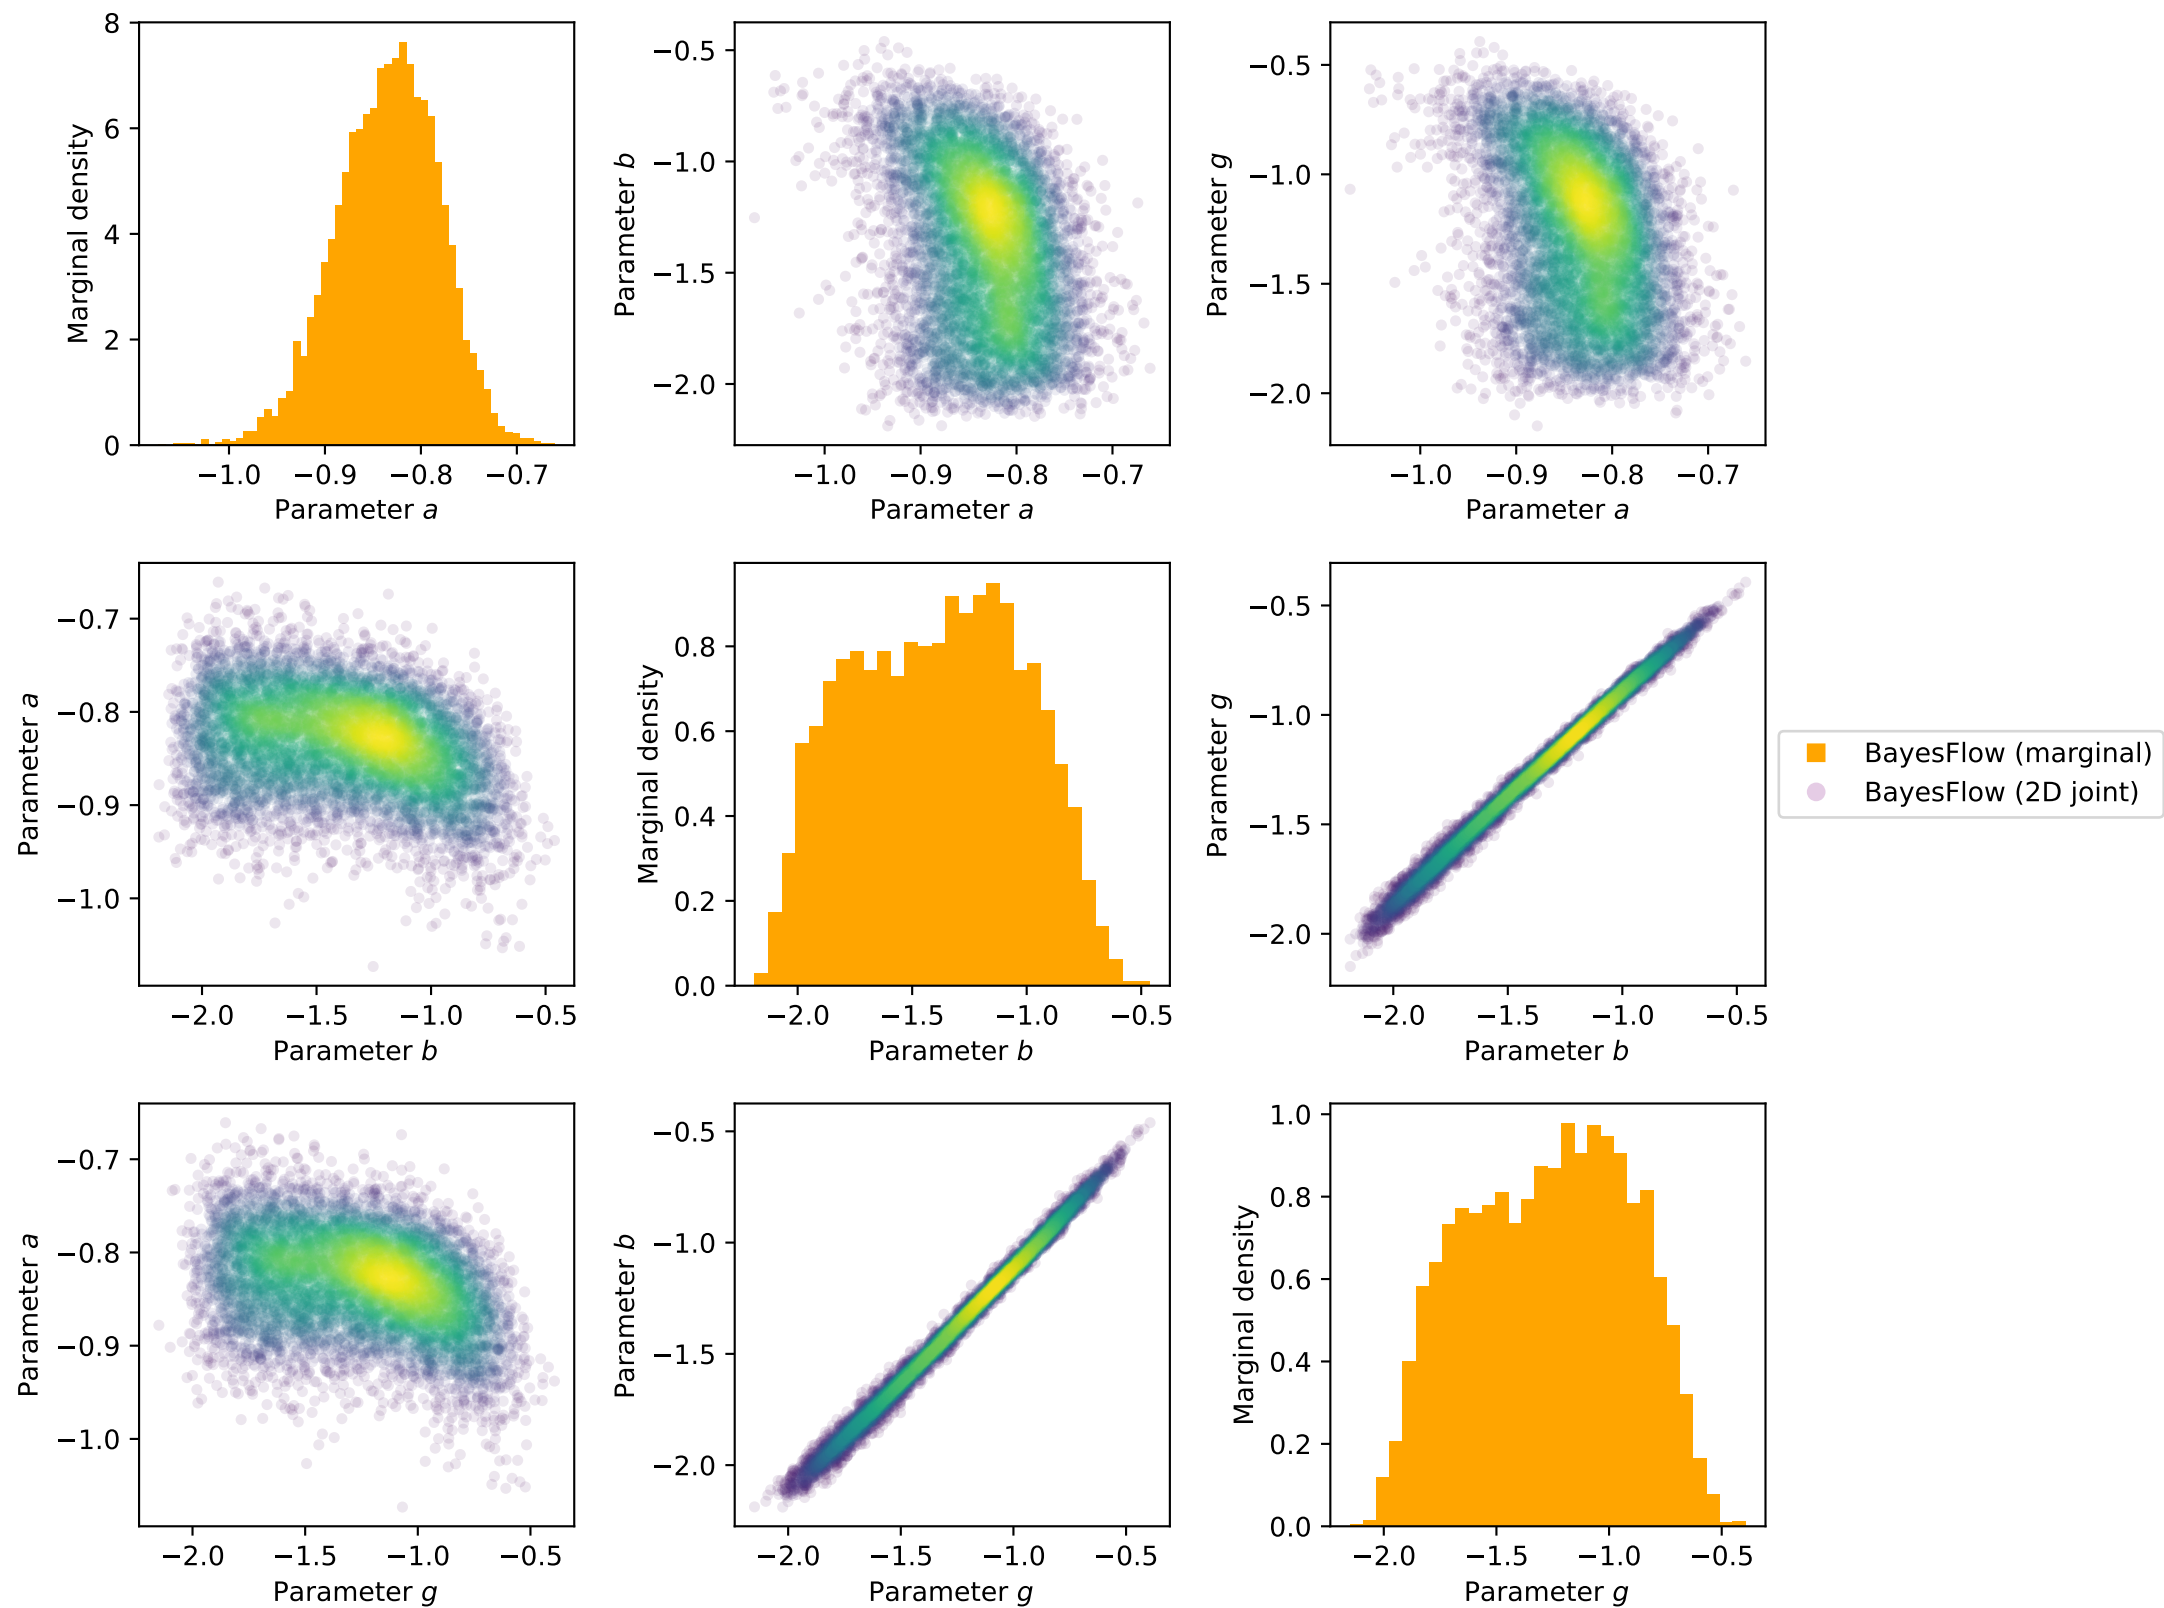 8
6
4
2
0
Marginal density
−1.0 −0.9 −0.8 −0.7
Parameter a
−0.5
−1.0
−1.5
−2.0
Parameter b
−1.0 −0.9 −0.8 −0.7
Parameter a
−0.5
−1.0
−1.5
−2.0
Parameter g
−1.0 −0.9 −0.8 −0.7
Parameter a
−0.7
−0.8
−0.9
−1.0
Parameter a
−2.0 −1.5 −1.0 −0.5
Parameter b
0.8
0.6
0.4
0.2
0.0
Marginal density
−2.0 −1.5 −1.0 −0.5
Parameter b
−0.5
−1.0
−1.5
−2.0
Parameter g
−2.0 −1.5 −1.0 −0.5
Parameter b
BayesFlow (marginal)
BayesFlow (2D joint)
−0.7
−0.8
−0.9
−1.0
Parameter a
−2.0 −1.5 −1.0 −0.5
Parameter g
−0.5
−1.0
−1.5
−2.0
Parameter b
−2.0 −1.5 −1.0 −0.5
Parameter g
1.0
0.8
0.6
0.4
0.2
0.0
Marginal density
−2.0 −1.5 −1.0 −0.5
Parameter g